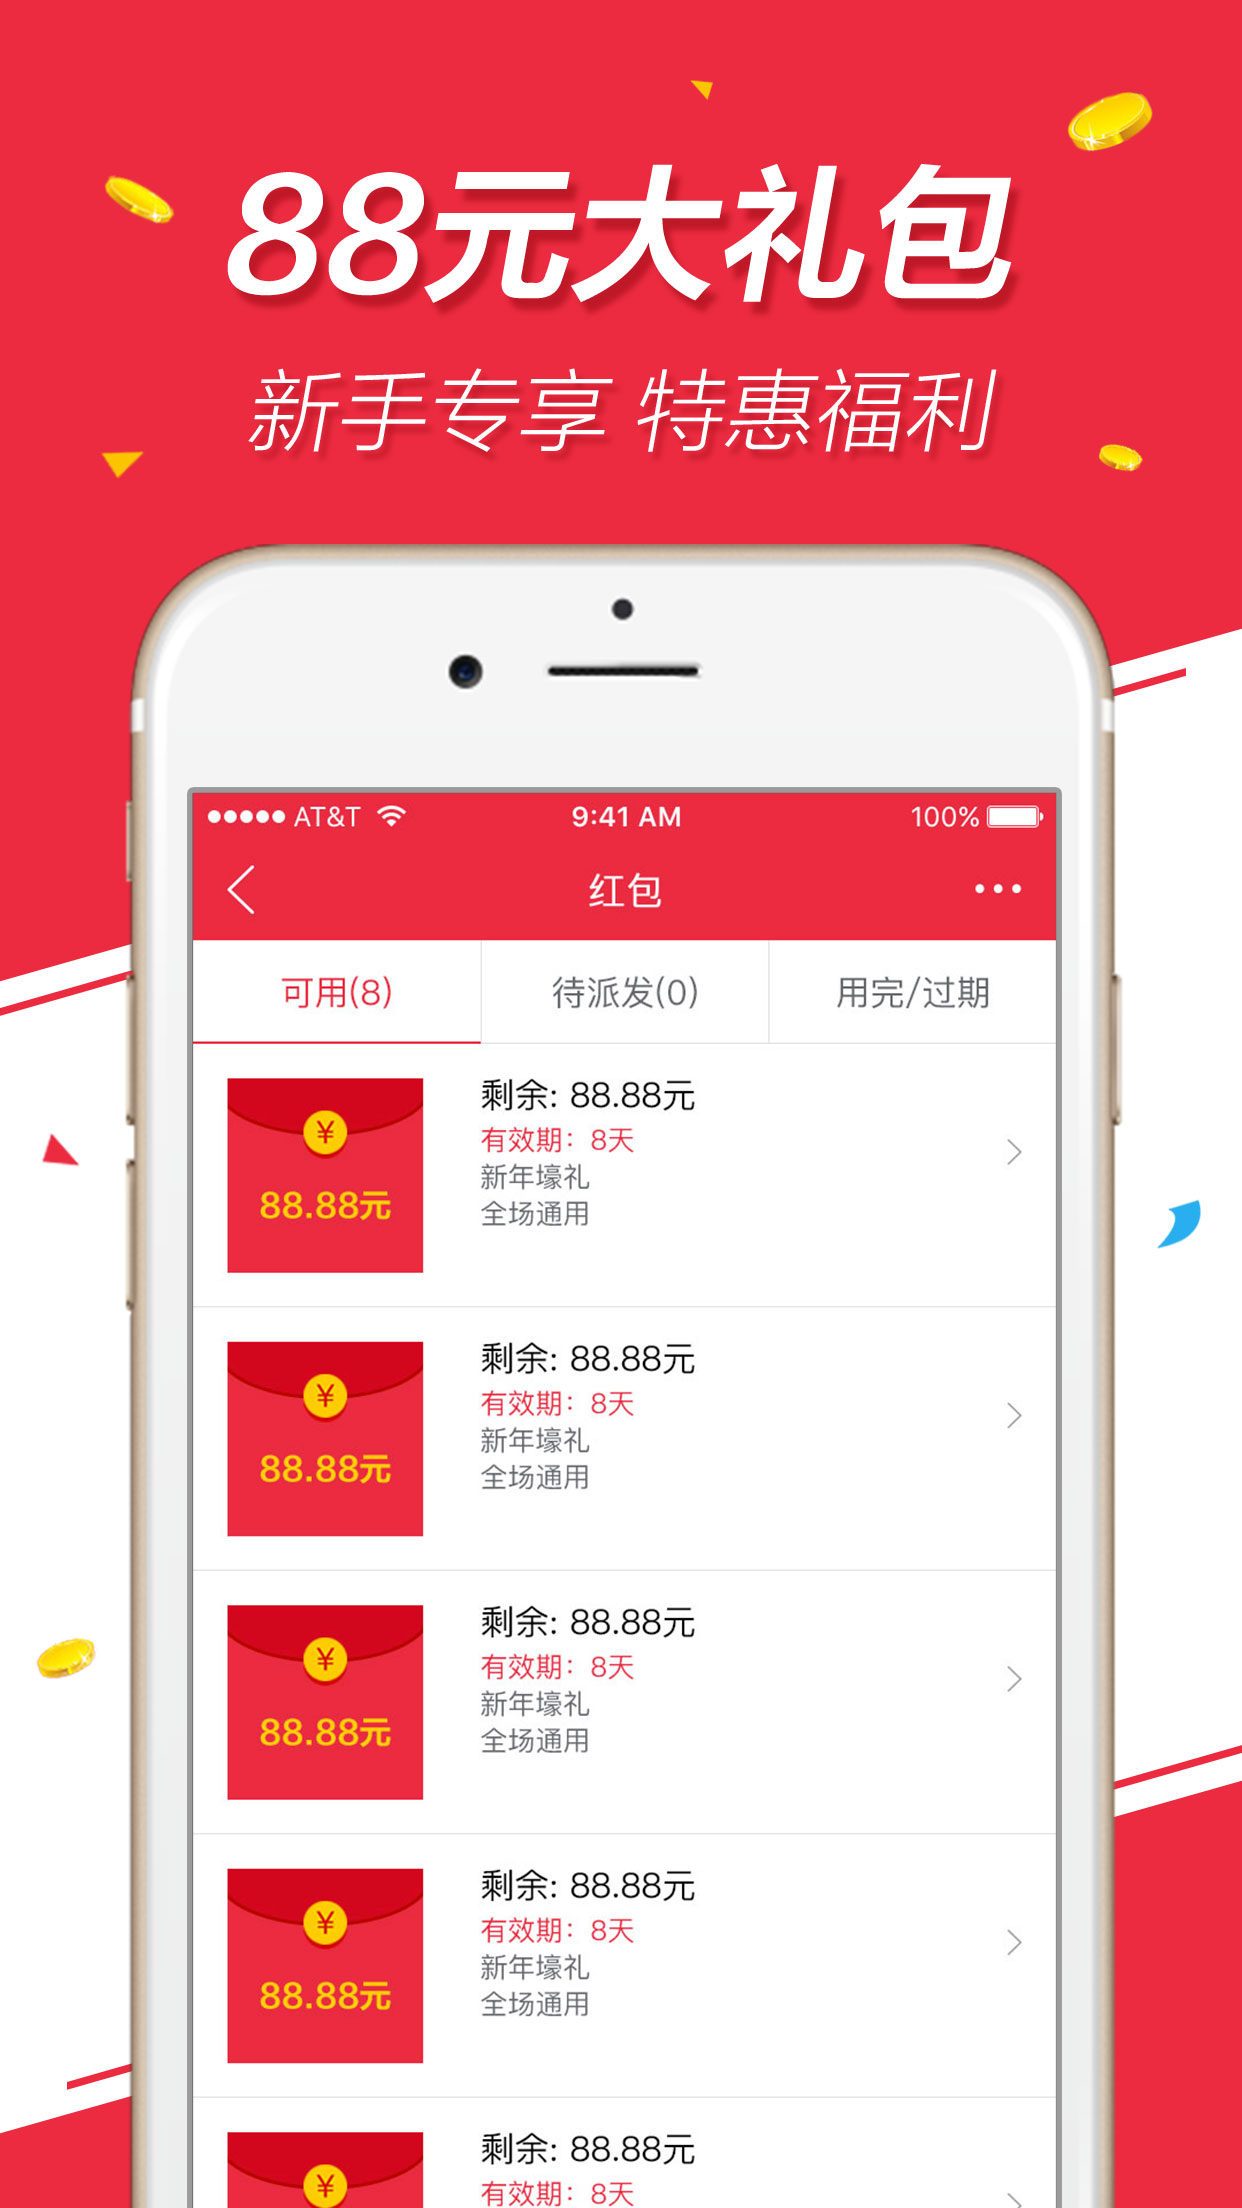 88元大礼包
新手专享 特惠福利
AT&T 9:41 AM 100%
红包
可用(8) 待派发(0) 用完/过期
剩余: 88.88元
有效期: 8天
新年壕礼
全场通用
¥
88.88元
剩余: 88.88元
有效期: 8天
新年壕礼
全场通用
¥
88.88元
剩余: 88.88元
有效期: 8天
新年壕礼
全场通用
¥
88.88元
剩余: 88.88元
有效期: 8天
新年壕礼
全场通用
¥
88.88元
剩余: 88.88元
有效期: 8天
¥